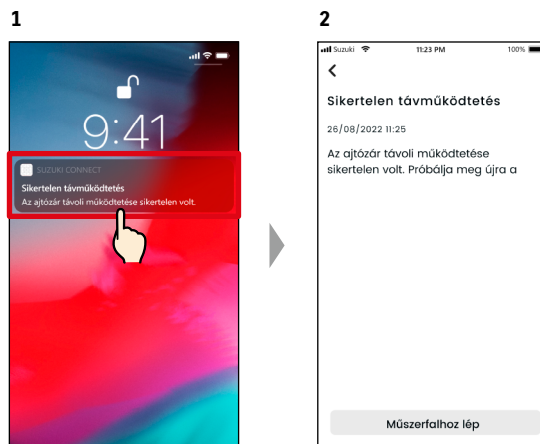 1
9:41
SUZUKI CONNECT
Sikertelen távműködtetés
Az ajtózár távoli működtetése sikertelen volt.
2
Suzuki 11:23 PM 100%
Sikertelen távműködtetés
26/08/2022 11:25
Az ajtózár távoli működtetése
sikertelen volt. Próbálja meg újra a
Műszerfalhoz lép